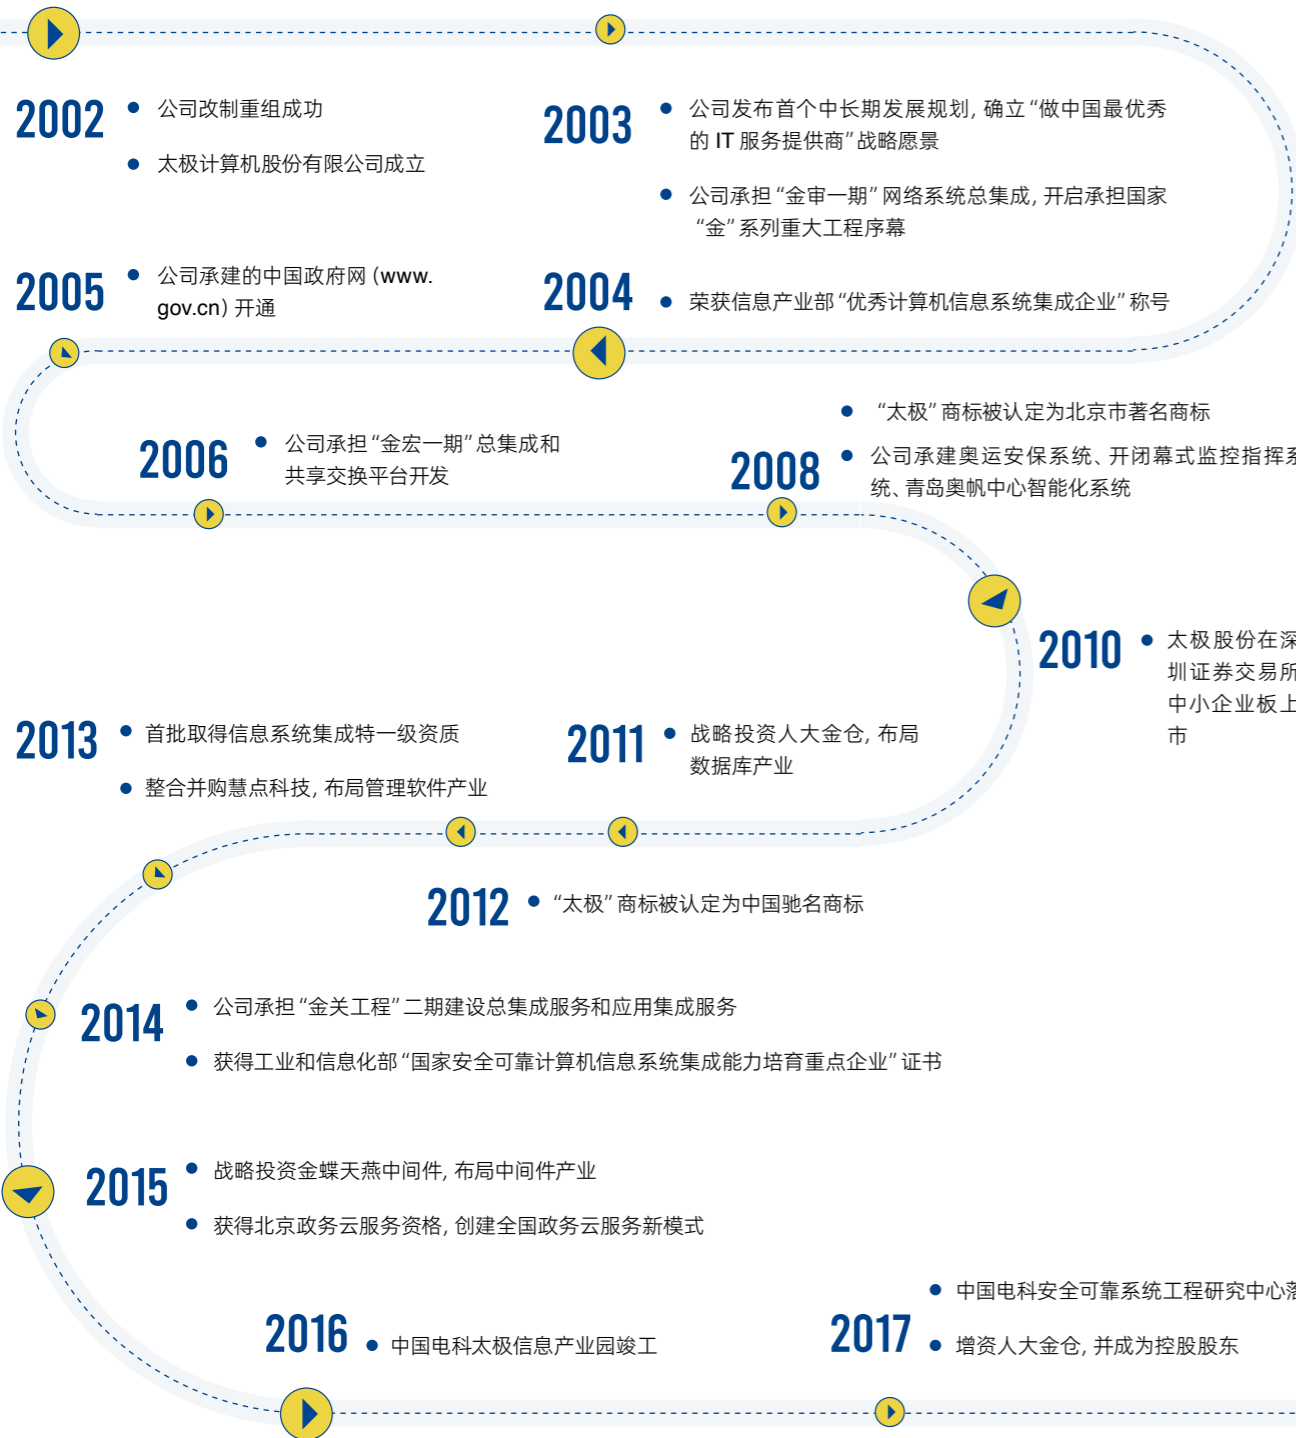 2002
公司改制重组成功
太极计算机股份有限公司成立
2003
公司发布首个中长期发展规划, 确立“做中国最优秀
的 IT 服务提供商”战略愿景
公司承担“金审一期”网络系统总集成, 开启承担国家
“金”系列重大工程序幕
2004
荣获信息产业部“优秀计算机信息系统集成企业”称号
2005
公司承建的中国政府网 (www.
gov.cn) 开通
2006
公司承担“金宏一期”总集成和
共享交换平台开发
2008
“太极”商标被认定为北京市著名商标
公司承建奥运安保系统、开闭幕式监控指挥系
统、青岛奥帆中心智能化系统
2010
太极股份在深
圳证券交易所
中小企业板上
市
2011
战略投资人大金仓, 布局
数据库产业
2012
“太极”商标被认定为中国驰名商标
2013
首批取得信息系统集成特一级资质
整合并购慧点科技, 布局管理软件产业
2014
公司承担“金关工程”二期建设总集成服务和应用集成服务
获得工业和信息化部“国家安全可靠计算机信息系统集成能力培育重点企业”证书
2015
战略投资金蝶天燕中间件, 布局中间件产业
获得北京政务云服务资格, 创建全国政务云服务新模式
2016
中国电科太极信息产业园竣工
2017
中国电科安全可靠系统工程研究中心落
增资人大金仓, 并成为控股股东